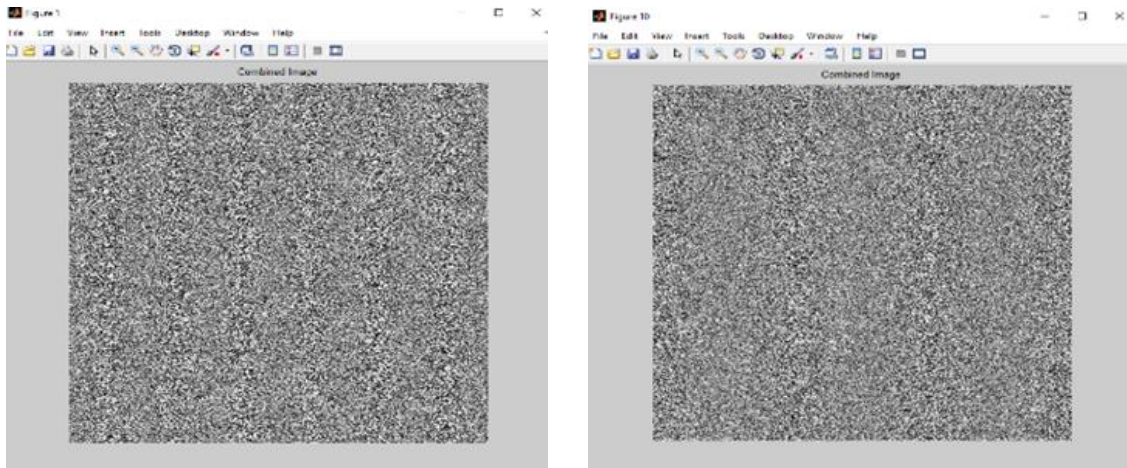 Figure 1
File Edit View Insert Tools Desktop Window Help
Combined Image
Figure 10
File Edit View Insert Tools Desktop Window Help
Combined Image